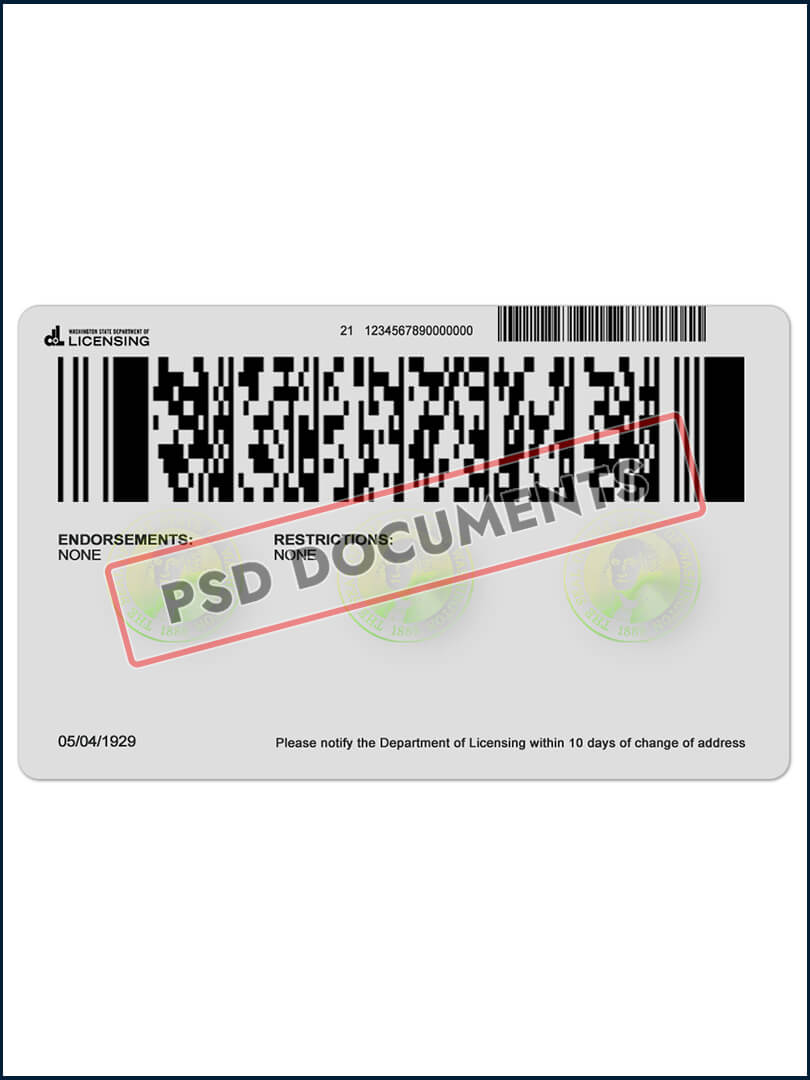 WASHINGTON STATE DEPARTMENT OF
dol LICENSING
21 1234567890000000
ENDORSEMENTS:
NONE
RESTRICTIONS:
NONE
PSD DOCUMENTS
05/04/1929
Please notify the Department of Licensing within 10 days of change of address